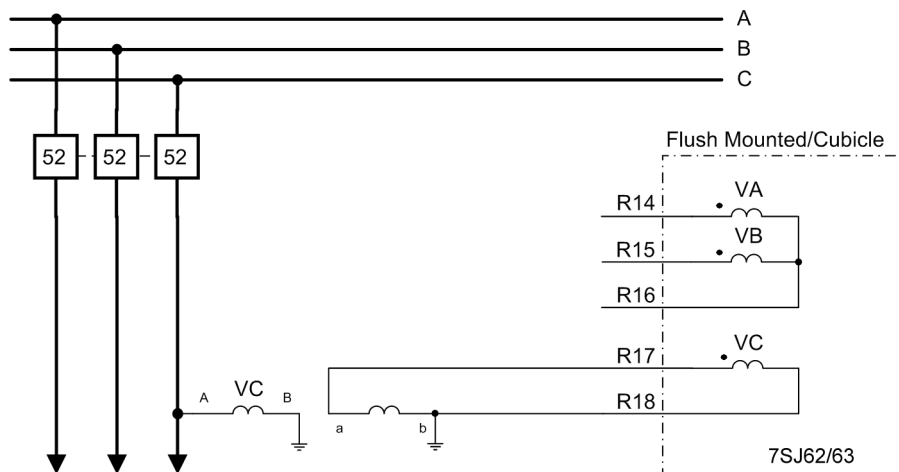 A
B
C
52 52 52
Flush Mounted/Cubicle
R14 VA
R15 VB
R16
R17 VC
R18
A VC B
a b
7SJ62/63